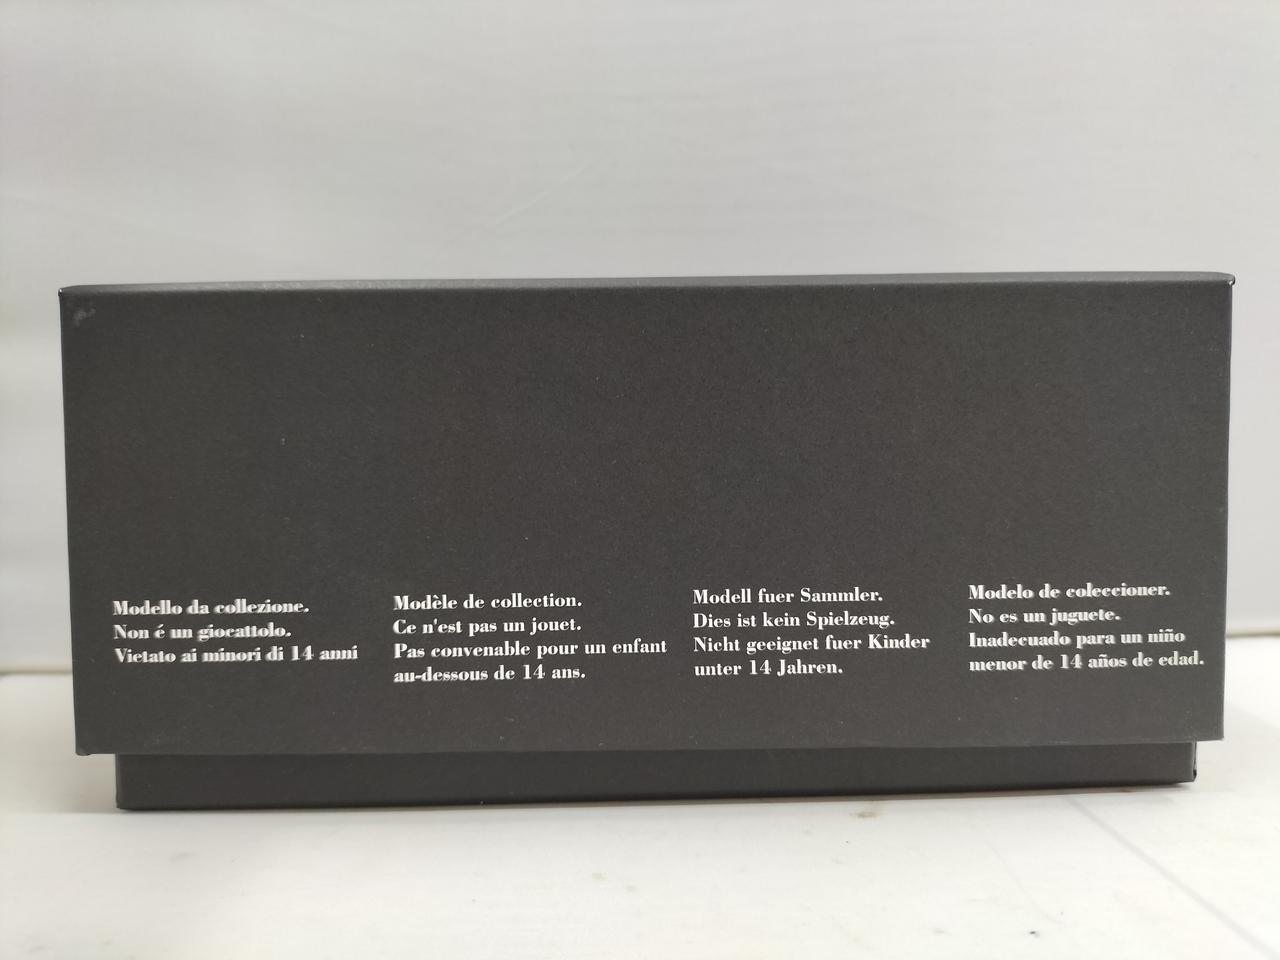 Modello da collezione.
Non é un giocattolo.
Vietato ai minori di 14 anni
Modèle de collection.
Ce n'est pas un jouet.
Pas convenable pour un enfant
au-dessous de 14 ans.
Modell fuer Sammler.
Dies ist kein Spielzeug.
Nicht geeignet fuer Kinder
unter 14 Jahren.
Modelo de coleccioner.
No es un juguete.
Inadecuado para un niño
menor de 14 años de edad.